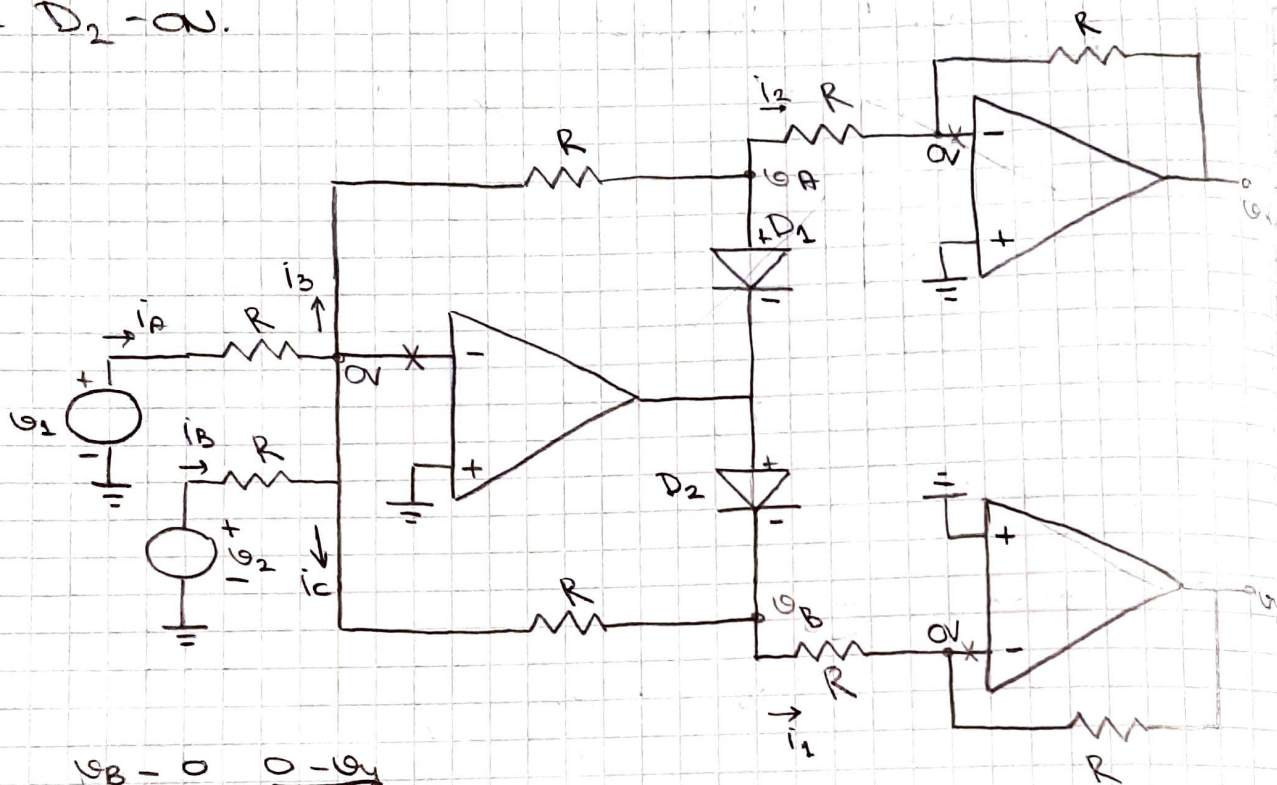 D₂ - ON.
R
i₂ R
R
0V
-
vA
+
+ D₁
-
i₃
iA
R
-
0V
+
v₁
-
iB
R
+
+
D₂
-
+
v₂
-
iC
R
vB
0V
-
R
i₁
R
vB - 0 0 - vy